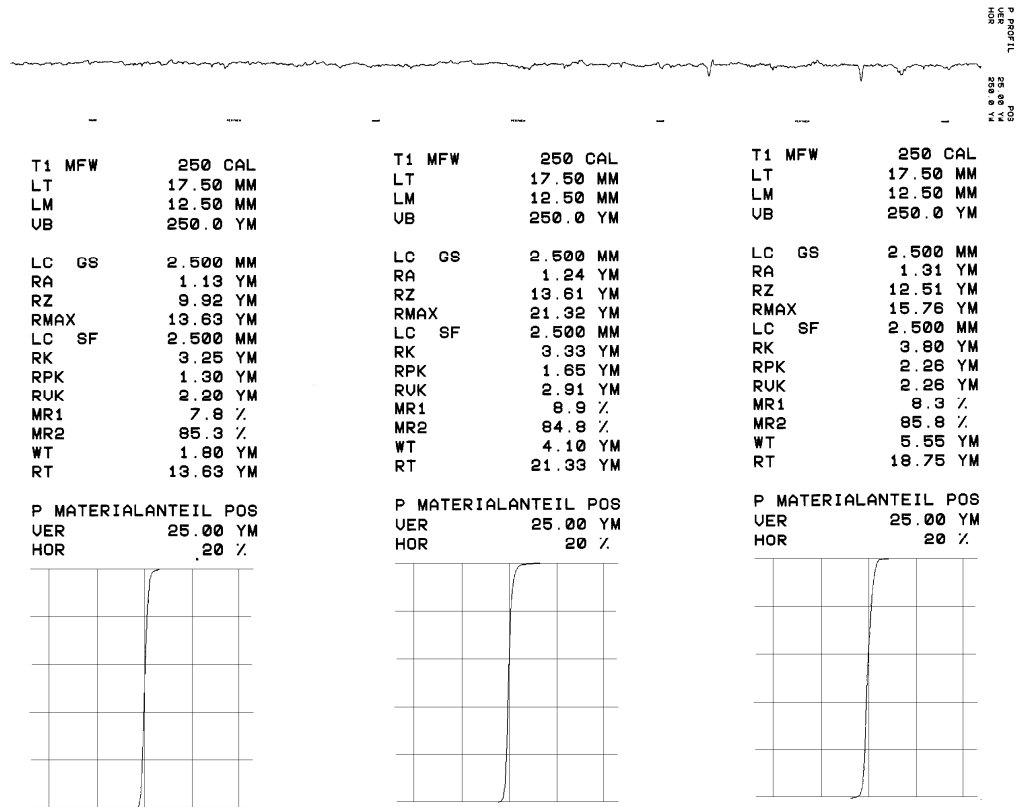 P PROFIL POS
VER 25.00 YM
HOR 250.0 YM
T1 MFW 250 CAL
LT 17.50 MM
LM 12.50 MM
VB 250.0 YM
LC GS 2.500 MM
RA 1.13 YM
RZ 9.92 YM
RMAX 13.63 YM
LC SF 2.500 MM
RK 3.25 YM
RPK 1.30 YM
RVK 2.20 YM
MR1 7.8 %
MR2 85.3 %
WT 1.80 YM
RT 13.63 YM
P MATERIALANTEIL POS
VER 25.00 YM
HOR 20 %
T1 MFW 250 CAL
LT 17.50 MM
LM 12.50 MM
VB 250.0 YM
LC GS 2.500 MM
RA 1.24 YM
RZ 13.61 YM
RMAX 21.32 YM
LC SF 2.500 MM
RK 3.33 YM
RPK 1.65 YM
RVK 2.91 YM
MR1 8.9 %
MR2 84.8 %
WT 4.10 YM
RT 21.33 YM
P MATERIALANTEIL POS
VER 25.00 YM
HOR 20 %
T1 MFW 250 CAL
LT 17.50 MM
LM 12.50 MM
VB 250.0 YM
LC GS 2.500 MM
RA 1.31 YM
RZ 12.51 YM
RMAX 15.76 YM
LC SF 2.500 MM
RK 3.80 YM
RPK 2.26 YM
RVK 2.26 YM
MR1 8.3 %
MR2 85.8 %
WT 5.55 YM
RT 18.75 YM
P MATERIALANTEIL POS
VER 25.00 YM
HOR 20 %